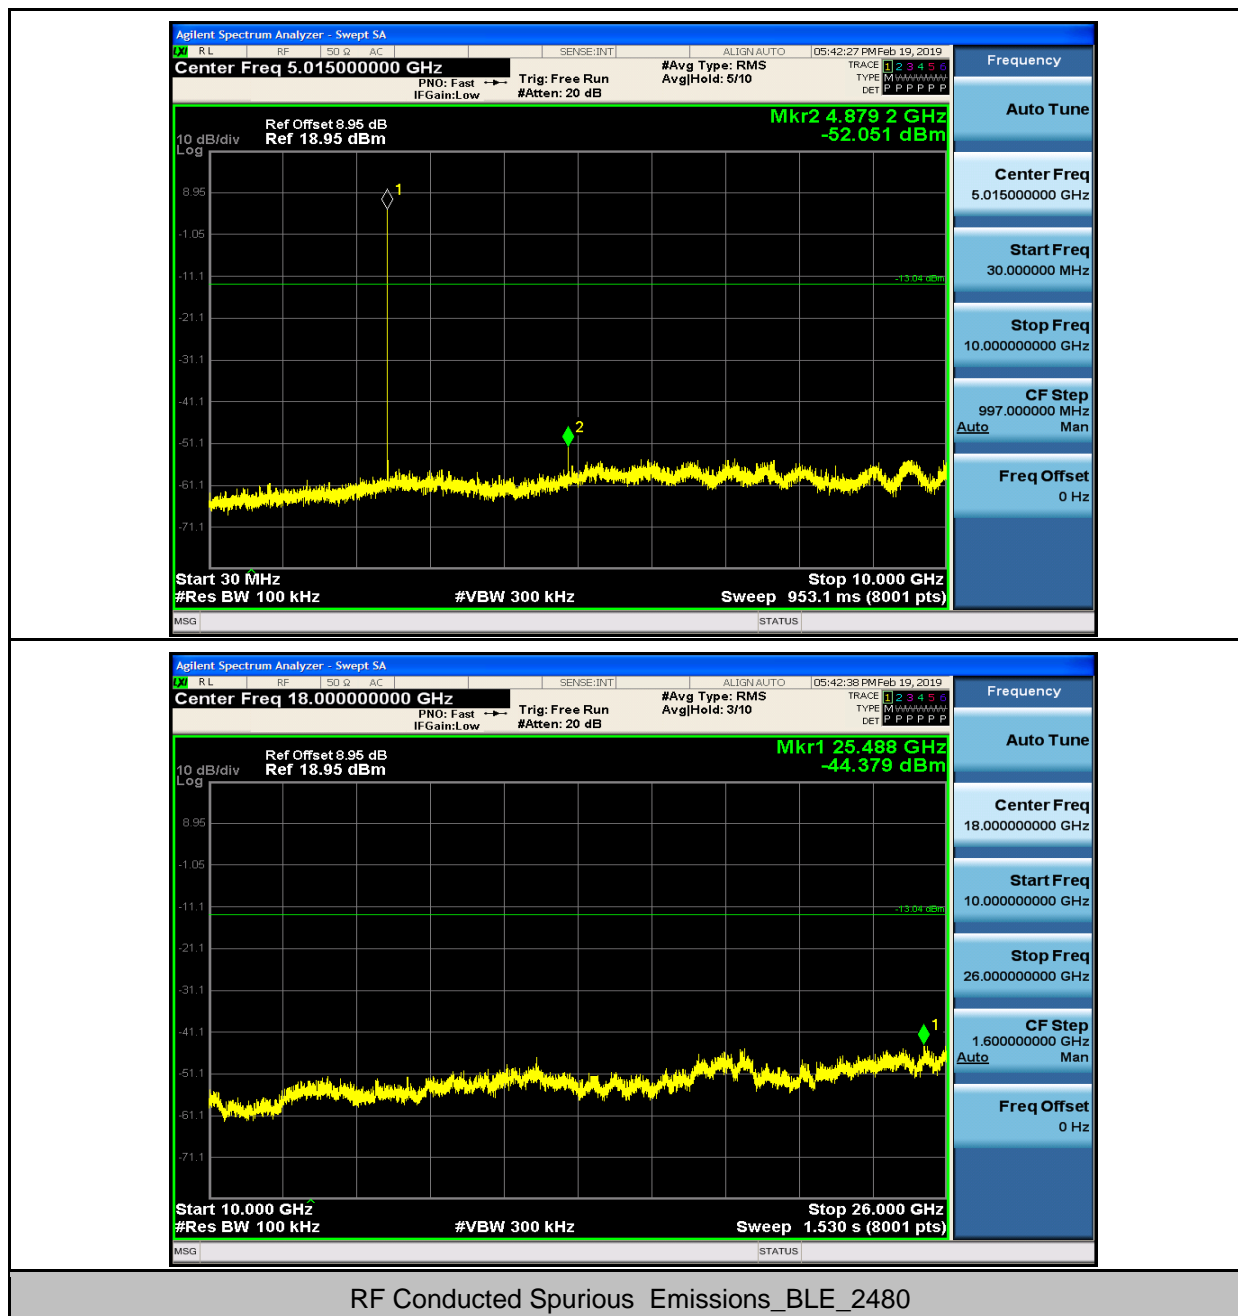 Agilent Spectrum Analyzer - Swept SA
LXI RL RF 50 Ω AC SENSE:INT ALIGN AUTO 05:42:27 PM Feb 19, 2019
Center Freq 5.015000000 GHz
PNO: Fast
IFGain:Low
Trig: Free Run
#Atten: 20 dB
#Avg Type: RMS
Avg|Hold: 5/10
TRACE 1 2 3 4 5 6
TYPE M
DET P P P P P P
Mkr2 4.879 2 GHz
-52.051 dBm
Ref Offset 8.95 dB
10 dB/div Ref 18.95 dBm
Log
8.95
-1.05
-11.1
-21.1
-31.1
-41.1
-51.1
-61.1
-71.1
1
-13.04 dBm
2
Start 30 MHz Stop 10.000 GHz
#Res BW 100 kHz #VBW 300 kHz Sweep 953.1 ms (8001 pts)
MSG STATUS
Frequency
Auto Tune
Center Freq
5.015000000 GHz
Start Freq
30.000000 MHz
Stop Freq
10.000000000 GHz
CF Step
997.000000 MHz
Auto Man
Freq Offset
0 Hz
Agilent Spectrum Analyzer - Swept SA
LXI RL RF 50 Ω AC SENSE:INT ALIGN AUTO 05:42:38 PM Feb 19, 2019
Center Freq 18.000000000 GHz
PNO: Fast
IFGain:Low
Trig: Free Run
#Atten: 20 dB
#Avg Type: RMS
Avg|Hold: 3/10
TRACE 1 2 3 4 5 6
TYPE M
DET P P P P P P
Mkr1 25.488 GHz
-44.379 dBm
Ref Offset 8.95 dB
10 dB/div Ref 18.95 dBm
Log
8.95
-1.05
-11.1
-21.1
-31.1
-41.1
-51.1
-61.1
-71.1
-13.04 dBm
1
Start 10.000 GHz Stop 26.000 GHz
#Res BW 100 kHz #VBW 300 kHz Sweep 1.530 s (8001 pts)
MSG STATUS
Frequency
Auto Tune
Center Freq
18.000000000 GHz
Start Freq
10.000000000 GHz
Stop Freq
26.000000000 GHz
CF Step
1.600000000 GHz
Auto Man
Freq Offset
0 Hz
RF Conducted Spurious Emissions_BLE_2480